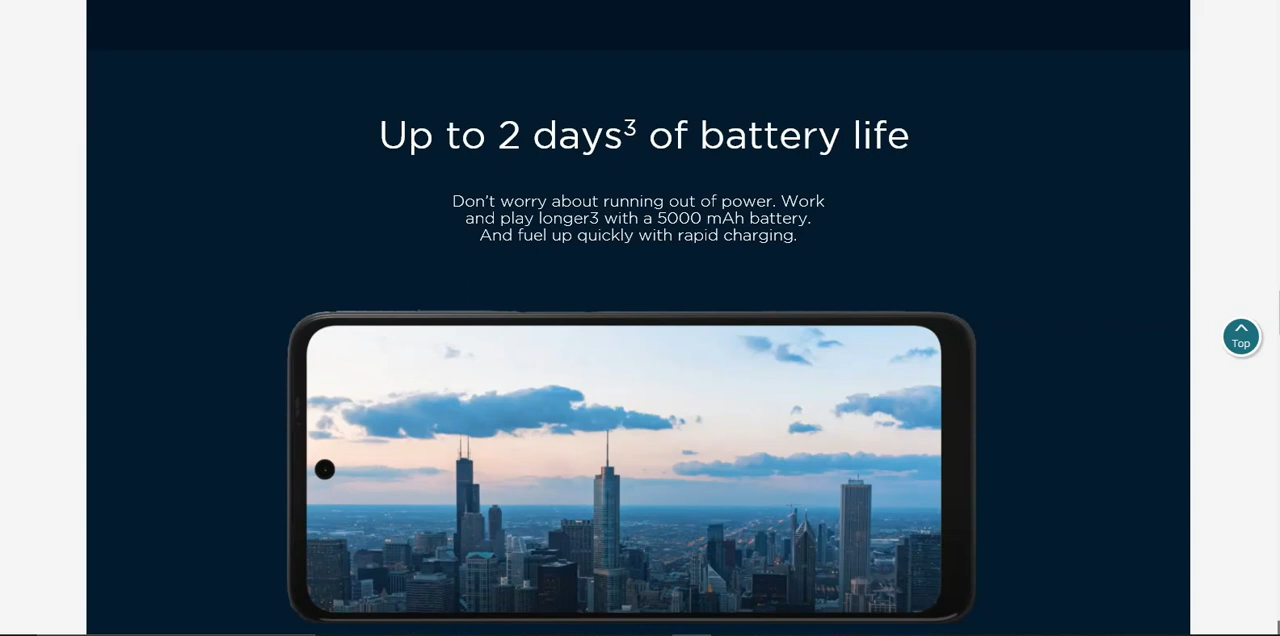 Up to 2 days³ of battery life
Don’t worry about running out of power. Work
and play longer3 with a 5000 mAh battery.
And fuel up quickly with rapid charging.
Top